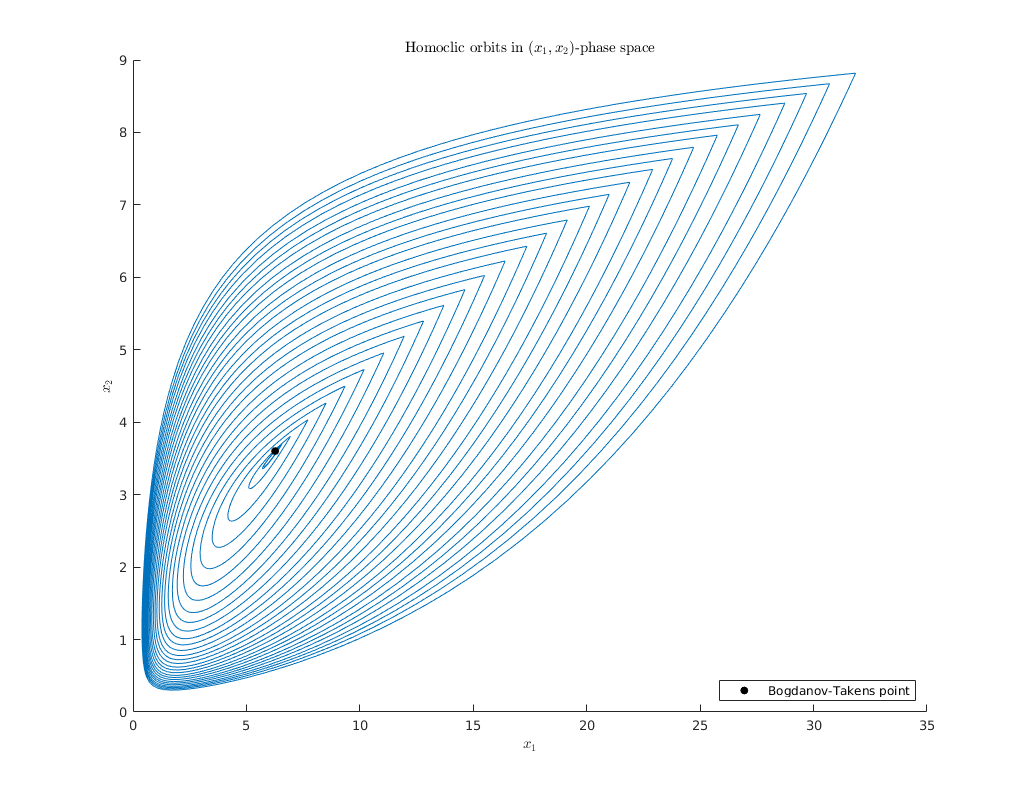 Homoclic orbits in (x₁, x₂)-phase space
9
8
7
6
5
4
3
2
1
0
x₂
0 5 10 15 20 25 30 35
x₁
Bogdanov-Takens point